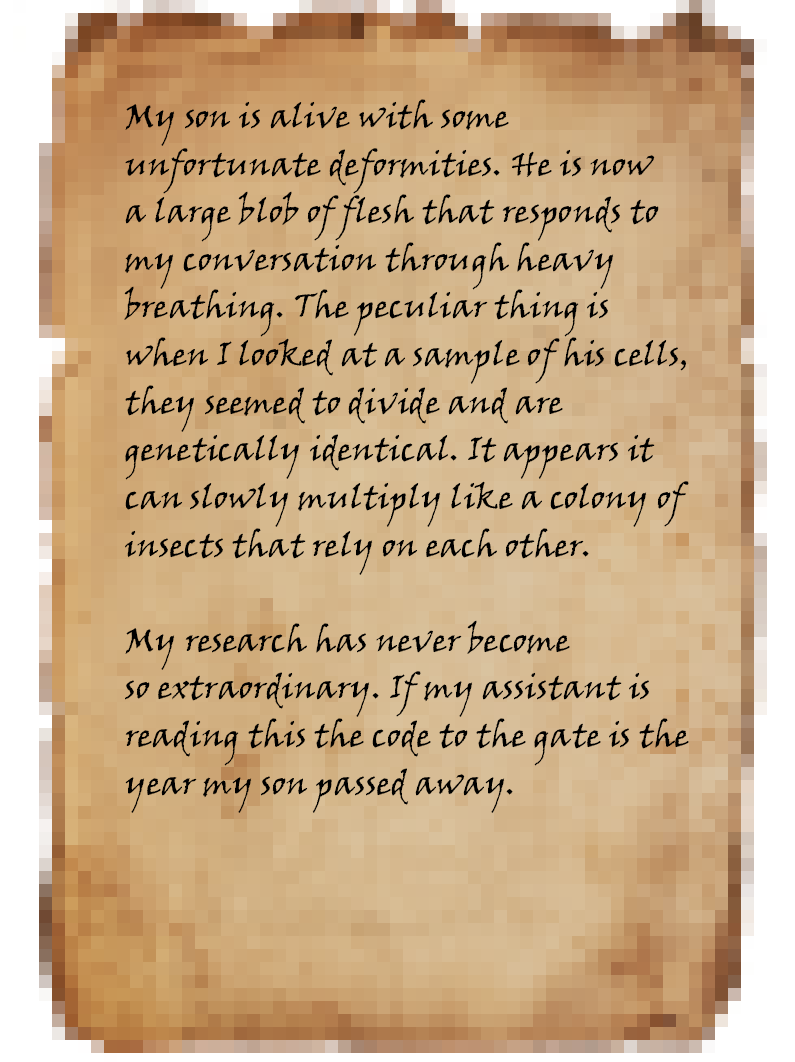 My son is alive with some
unfortunate deformities. He is now
a large blob of flesh that responds to
my conversation through heavy
breathing. The peculiar thing is
when I looked at a sample of his cells,
they seemed to divide and are
genetically identical. It appears it
can slowly multiply like a colony of
insects that rely on each other.
My research has never become
so extraordinary. If my assistant is
reading this the code to the gate is the
year my son passed away.